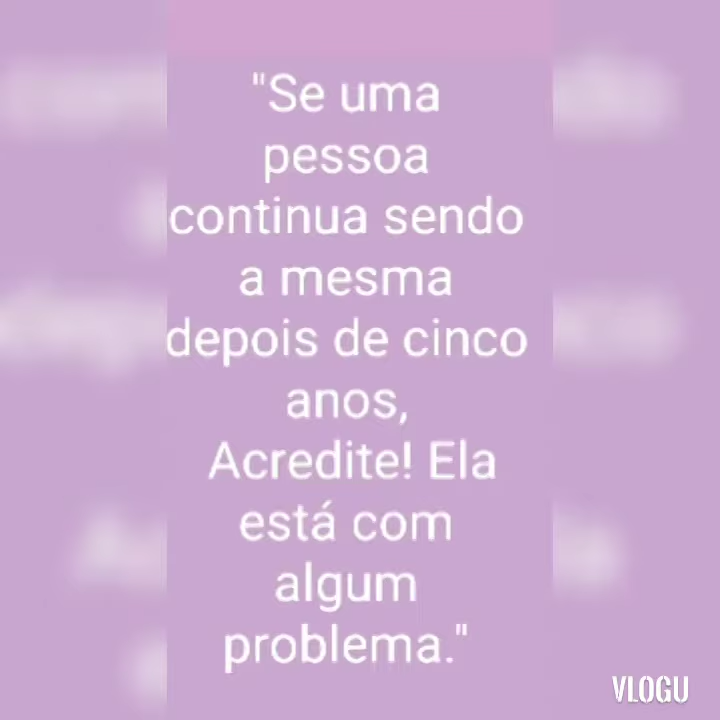 "Se uma
pessoa
continua sendo
a mesma
depois de cinco
anos,
Acredite! Ela
está com
algum
problema."
VLOGU